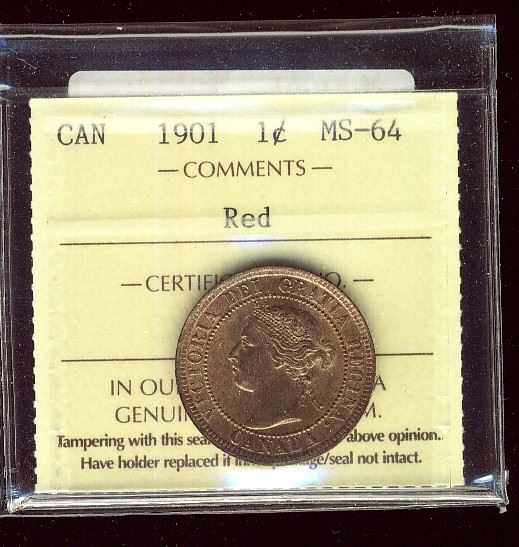 CAN 1901 1¢ MS-64
— COMMENTS —
Red
— CERTIFI O. —
IN OU A
GENUI M.
Tampering with this sea above opinion..
Have holder replaced if age/seal not intact.
VICTORIA DEI GRATIA REGINA.
CANADA